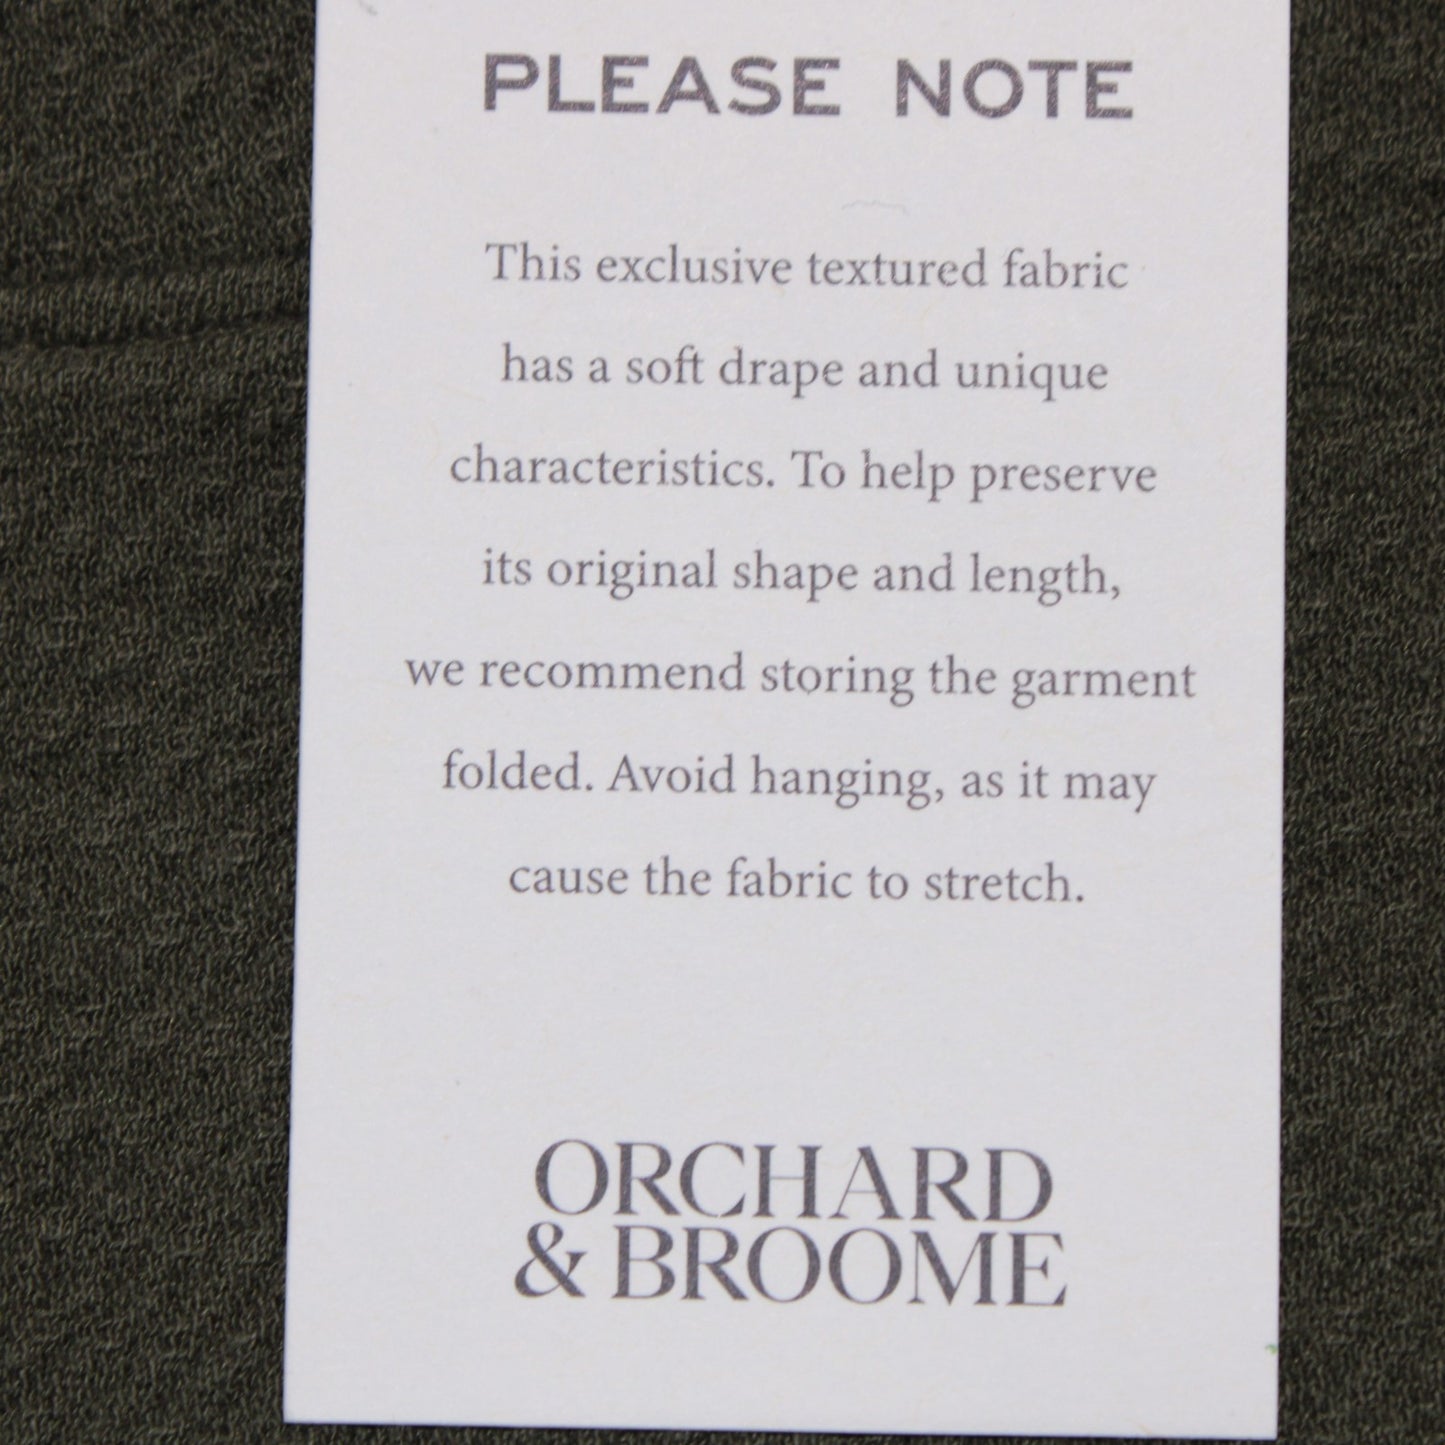 PLEASE NOTE
This exclusive textured fabric
has a soft drape and unique
characteristics. To help preserve
its original shape and length,
we recommend storing the garment
folded. Avoid hanging, as it may
cause the fabric to stretch.
ORCHARD
& BROOME